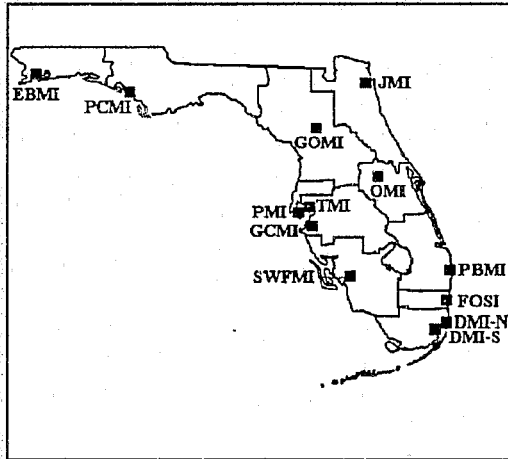 EBMI
PCMI
JMI
GOMI
OMI
PMI
TMI
GCMI
SWFMI
PBMI
FOSI
DMI-N
DMI-S